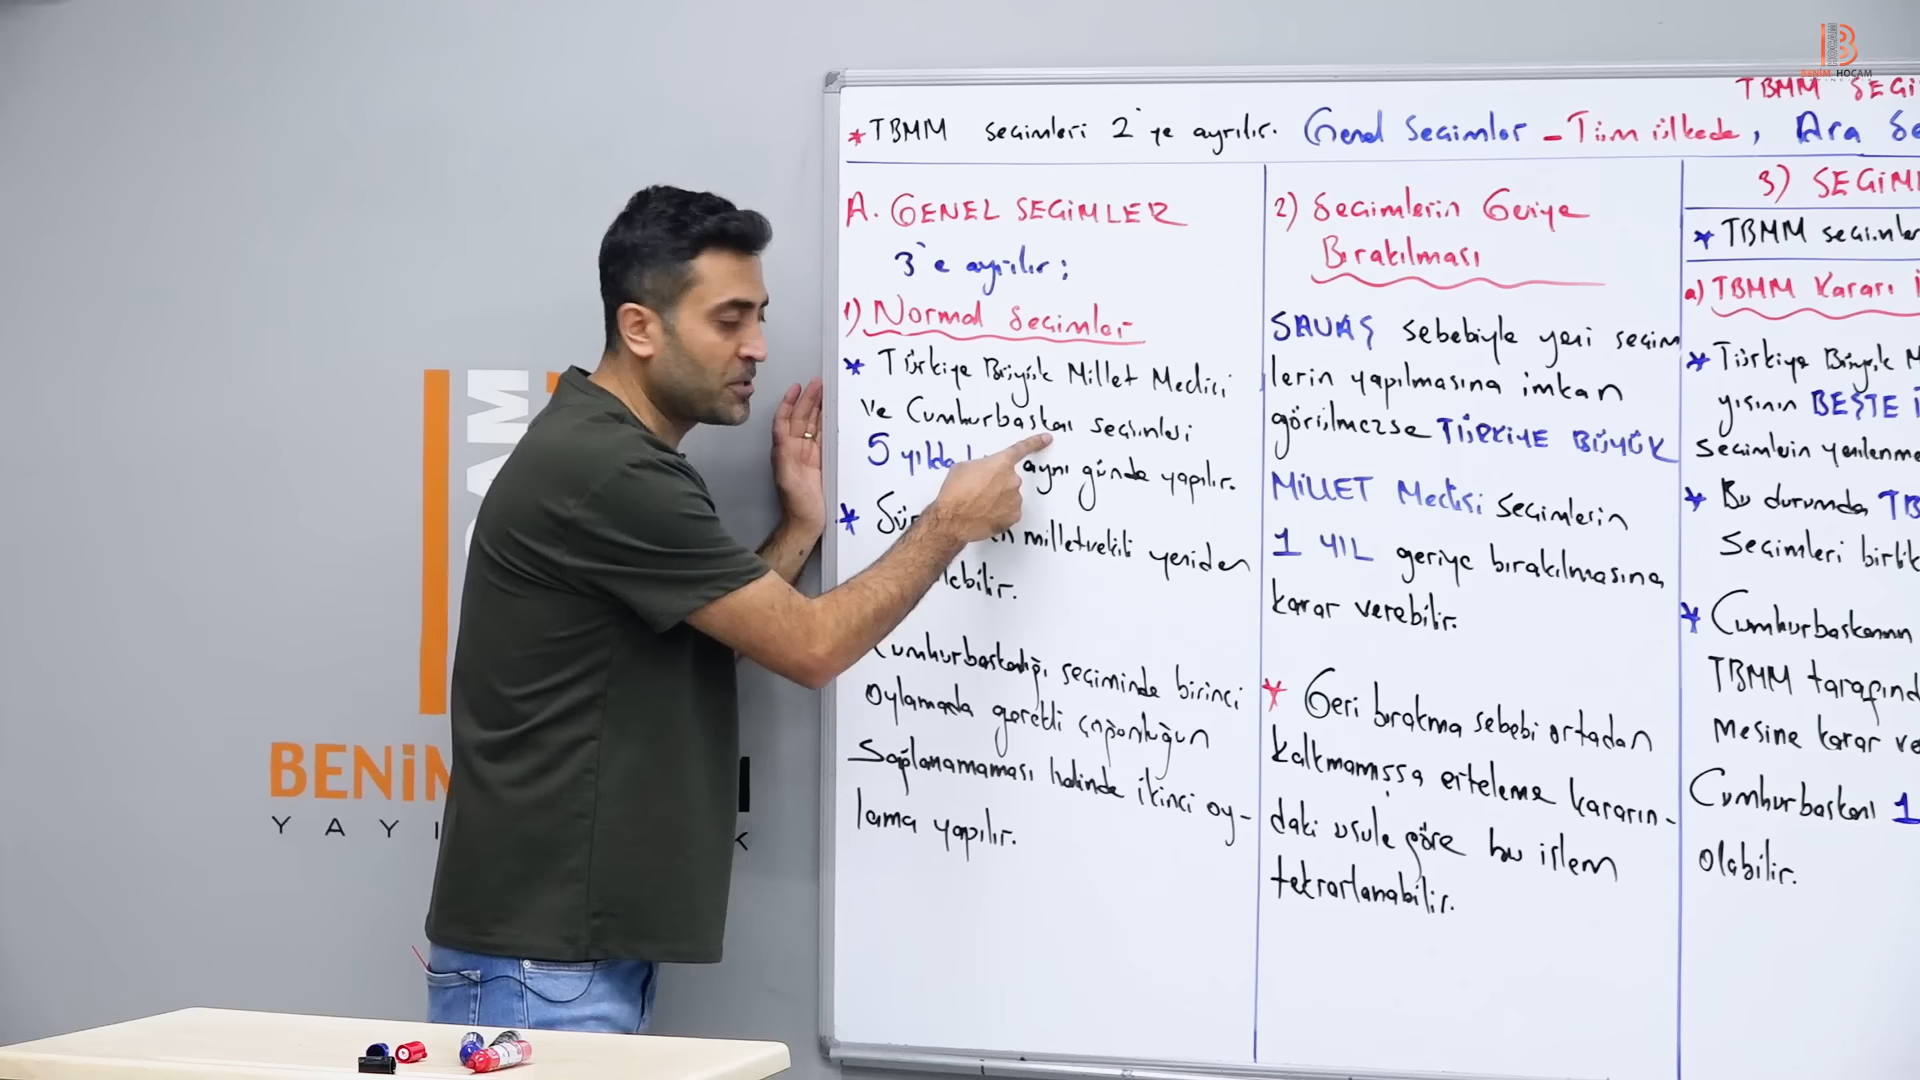 BENİM HOCAM
TBMM SEÇİ
* TBMM seçimleri 2'ye ayrılır. Genel Seçimler - Tüm ülkede, Ara Se
A. GENEL SEÇİMLER
3'e ayrılır;
1) Normal Seçimler
* Türkiye Büyük Millet Meclisi
ve Cumhurbaşkanı seçimleri
5 yılda aynı günde yapılır.
* milletvekili yeniden
lebilir.
Cumhurbaşkanlığı seçiminde birinci
oylamada gerekli çoğunluğun
Sağlanamaması halinde ikinci oy-
lama yapılır.
2) Seçimlerin Geriye
Bırakılması
SAVAŞ sebebiyle yeni seçim
lerin yapılmasına imkan
görülmezse TÜRKİYE BÜYÜK
MİLLET Meclisi Seçimlerin
1 YIL geriye bırakılmasına
karar verebilir.
* Geri bırakma sebebi ortadan
kalkmamışsa erteleme kararın-
daki usule göre bu işlem
tekrarlanabilir.
3) SEÇİML
* TBMM seçimler
a) TBMM Kararı İ
* Türkiye Büyük M
yısının BEŞTE İ
Seçimlerin yenilenme
* Bu durumda TB
Seçimleri birlik
* Cumhurbaşkanının
TBMM tarafınd
mesine karar ve
Cumhurbaşkanı 1
olabilir.
AM
BENİM
YAYI K